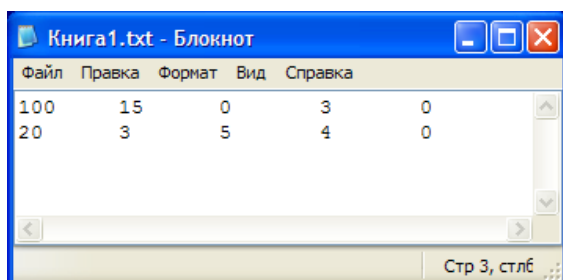 Книга1.txt - Блокнот
Файл Правка Формат Вид Справка
100 15 0 3 0
20 3 5 4 0
Стр 3, стлб